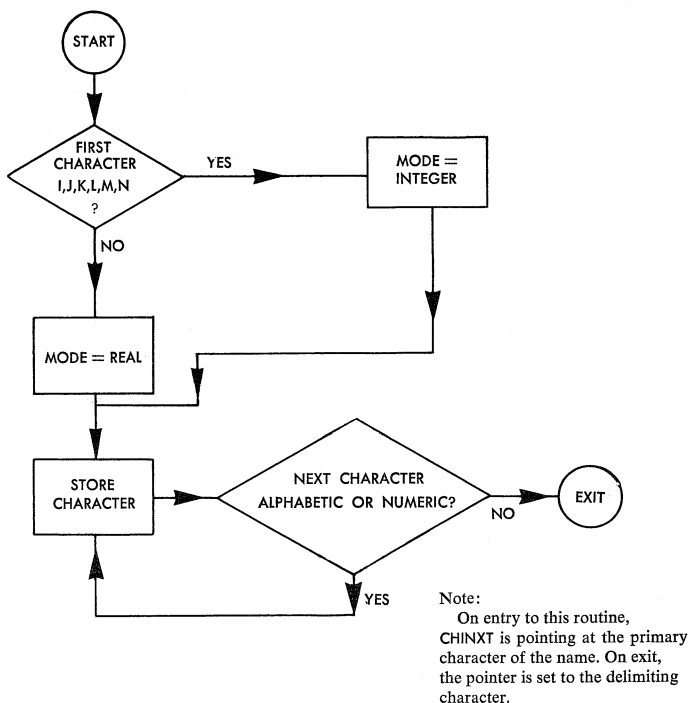 START
FIRST
CHARACTER
I,J,K,L,M,N
?
YES
MODE =
INTEGER
NO
MODE = REAL
STORE
CHARACTER
NEXT CHARACTER
ALPHABETIC OR NUMERIC?
NO
EXIT
YES
Note:
On entry to this routine,
CHINXT is pointing at the primary
character of the name. On exit,
the pointer is set to the delimiting
character.